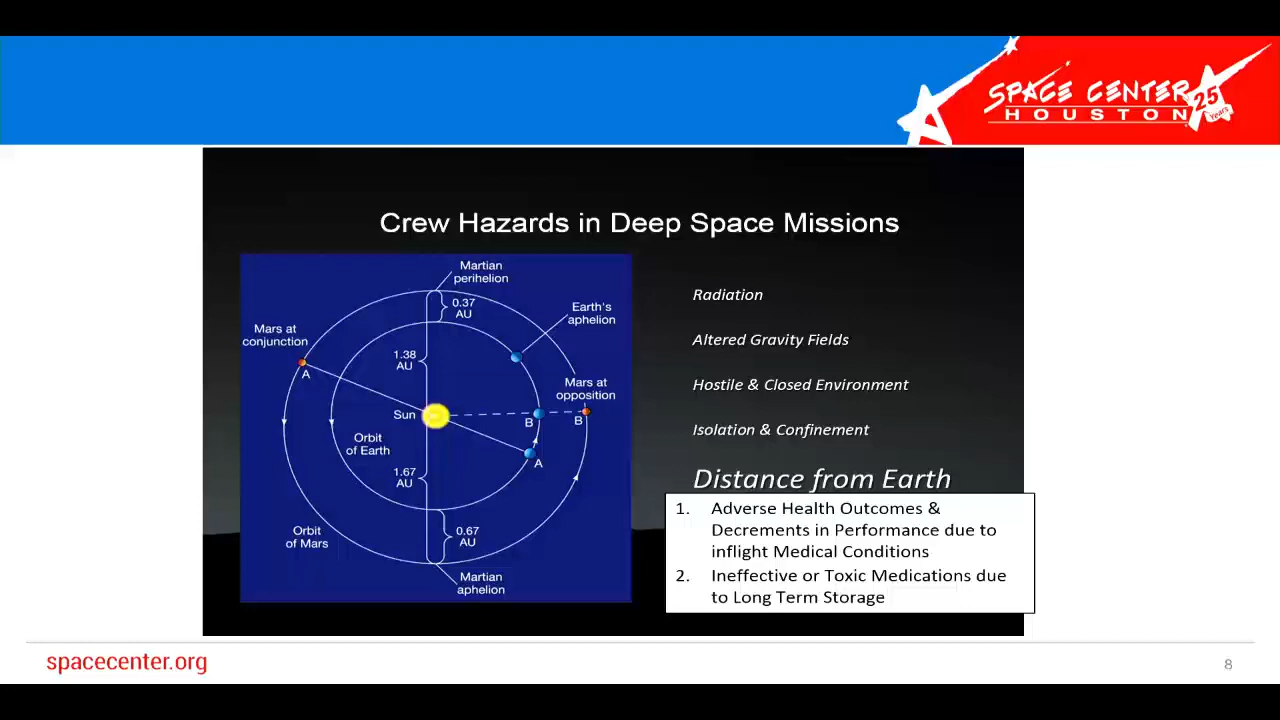 SPACE CENTER
HOUSTON
25
Years
Crew Hazards in Deep Space Missions
Martian
perihelion
0.37
AU
Earth's
aphelion
Mars at
conjunction
A
1.38
AU
Mars at
opposition
Sun
B
B
Orbit
of Earth
A
1.67
AU
Orbit
of Mars
0.67
AU
Martian
aphelion
Radiation
Altered Gravity Fields
Hostile & Closed Environment
Isolation & Confinement
Distance from Earth
1. Adverse Health Outcomes &
Decrements in Performance due to
inflight Medical Conditions
2. Ineffective or Toxic Medications due
to Long Term Storage
spacecenter.org
8